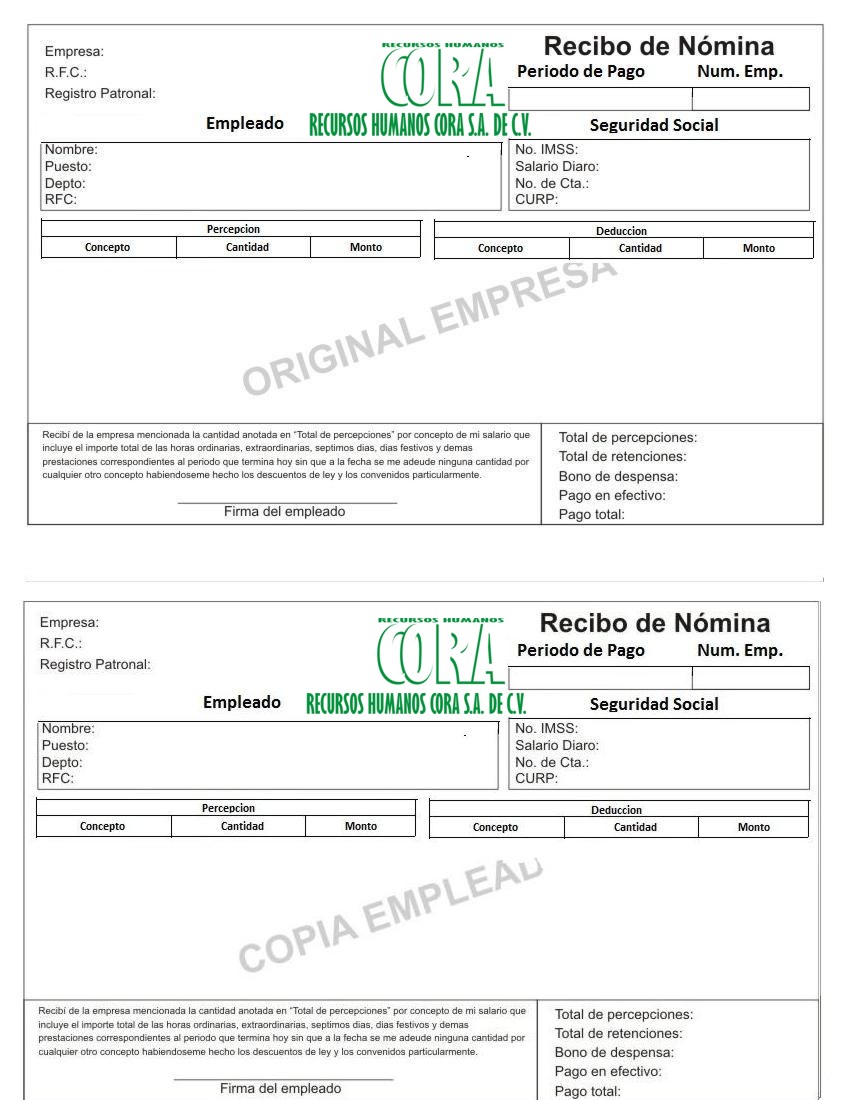 Empresa:
R.F.C.:
Registro Patronal:
RECURSOS HUMANOS
CORA
RECURSOS HUMANOS CORA S.A. DE C.V.
Recibo de Nómina
Periodo de Pago Num. Emp.
Empleado
Seguridad Social
Nombre:
Puesto:
Depto:
RFC:
No. IMSS:
Salario Diaro:
No. de Cta.:
CURP:
Percepcion
Concepto Cantidad Monto
Deduccion
Concepto Cantidad Monto
ORIGINAL EMPRESA
Recibí de la empresa mencionada la cantidad anotada en “Total de percepciones” por concepto de mi salario que
incluye el importe total de las horas ordinarias, extraordinarias, septimos dias, dias festivos y demas
prestaciones correspondientes al periodo que termina hoy sin que a la fecha se me adeude ninguna cantidad por
cualquier otro concepto habiendoseme hecho los descuentos de ley y los convenidos particularmente.
Firma del empleado
Total de percepciones:
Total de retenciones:
Bono de despensa:
Pago en efectivo:
Pago total:
Empresa:
R.F.C.:
Registro Patronal:
RECURSOS HUMANOS
CORA
RECURSOS HUMANOS CORA S.A. DE C.V.
Recibo de Nómina
Periodo de Pago Num. Emp.
Empleado
Seguridad Social
Nombre:
Puesto:
Depto:
RFC:
No. IMSS:
Salario Diaro:
No. de Cta.:
CURP:
Percepcion
Concepto Cantidad Monto
Deduccion
Concepto Cantidad Monto
COPIA EMPLEAD
Recibí de la empresa mencionada la cantidad anotada en “Total de percepciones” por concepto de mi salario que
incluye el importe total de las horas ordinarias, extraordinarias, septimos dias, dias festivos y demas
prestaciones correspondientes al periodo que termina hoy sin que a la fecha se me adeude ninguna cantidad por
cualquier otro concepto habiendoseme hecho los descuentos de ley y los convenidos particularmente.
Firma del empleado
Total de percepciones:
Total de retenciones:
Bono de despensa:
Pago en efectivo:
Pago total: